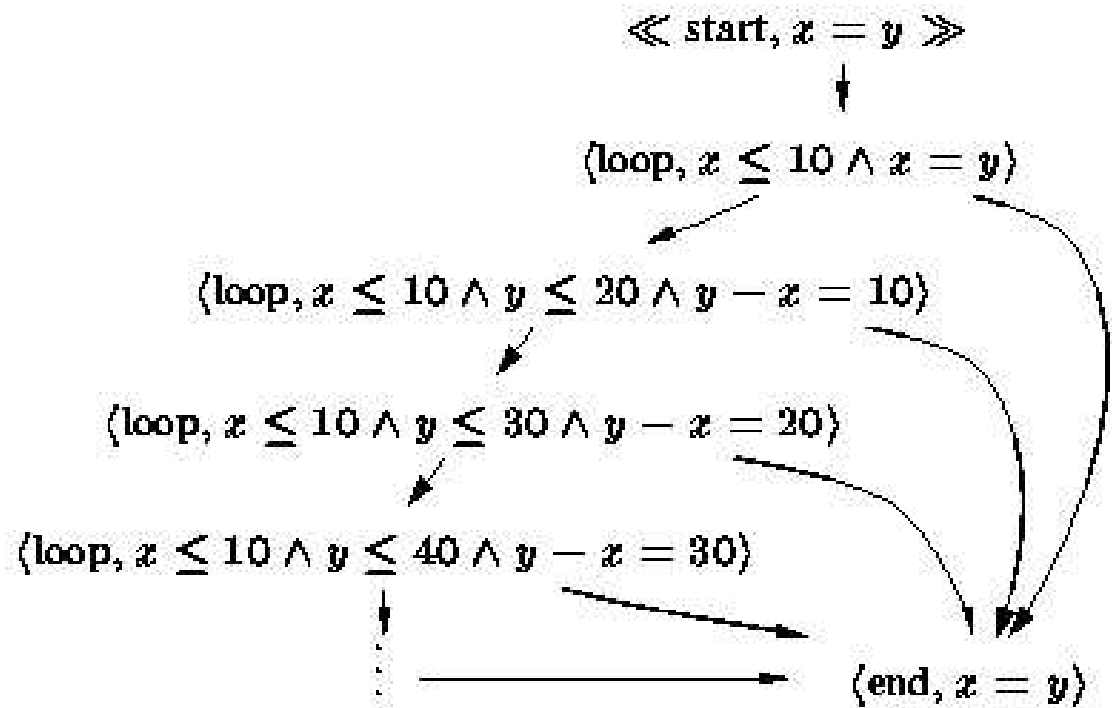 ≪ start, x = y ≫
⟨loop, x ≤ 10 ∧ x = y⟩
⟨loop, x ≤ 10 ∧ y ≤ 20 ∧ y − x = 10⟩
⟨loop, x ≤ 10 ∧ y ≤ 30 ∧ y − x = 20⟩
⟨loop, x ≤ 10 ∧ y ≤ 40 ∧ y − x = 30⟩
⋮
⟨end, x = y⟩